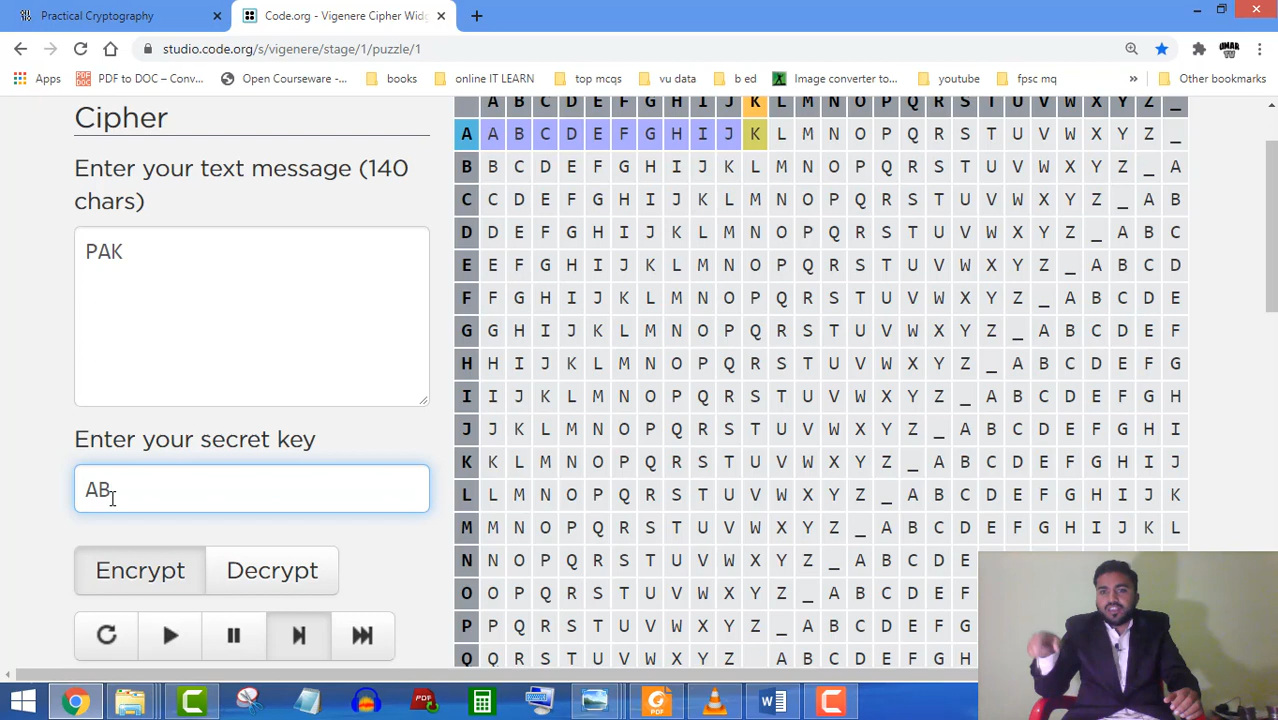 Practical Cryptography
Code.org - Vigenere Cipher Widg
studio.code.org/s/vigenere/stage/1/puzzle/1
Apps PDF to DOC – Conv... Open Courseware -... books online IT LEARN top mcqs vu data b ed Image converter to... youtube fpsc mq » Other bookmarks
Cipher
Enter your text message (140
chars)
PAK
Enter your secret key
AB
Encrypt Decrypt
A B C D E F G H I J K L M N O P Q R S T U V W X Y Z _
A A B C D E F G H I J K L M N O P Q R S T U V W X Y Z _
B B C D E F G H I J K L M N O P Q R S T U V W X Y Z _ A
C C D E F G H I J K L M N O P Q R S T U V W X Y Z _ A B
D D E F G H I J K L M N O P Q R S T U V W X Y Z _ A B C
E E F G H I J K L M N O P Q R S T U V W X Y Z _ A B C D
F F G H I J K L M N O P Q R S T U V W X Y Z _ A B C D E
G G H I J K L M N O P Q R S T U V W X Y Z _ A B C D E F
H H I J K L M N O P Q R S T U V W X Y Z _ A B C D E F G
I I J K L M N O P Q R S T U V W X Y Z _ A B C D E F G H
J J K L M N O P Q R S T U V W X Y Z _ A B C D E F G H I
K K L M N O P Q R S T U V W X Y Z _ A B C D E F G H I J
L L M N O P Q R S T U V W X Y Z _ A B C D E F G H I J K
M M N O P Q R S T U V W X Y Z _ A B C D E F G H I J K L
N N O P Q R S T U V W X Y Z _ A B C D E
O O P Q R S T U V W X Y Z _ A B C D E F
P P Q R S T U V W X Y Z _ A B C D E F G
Q Q R S T U V W X Y Z A B C D E F G H